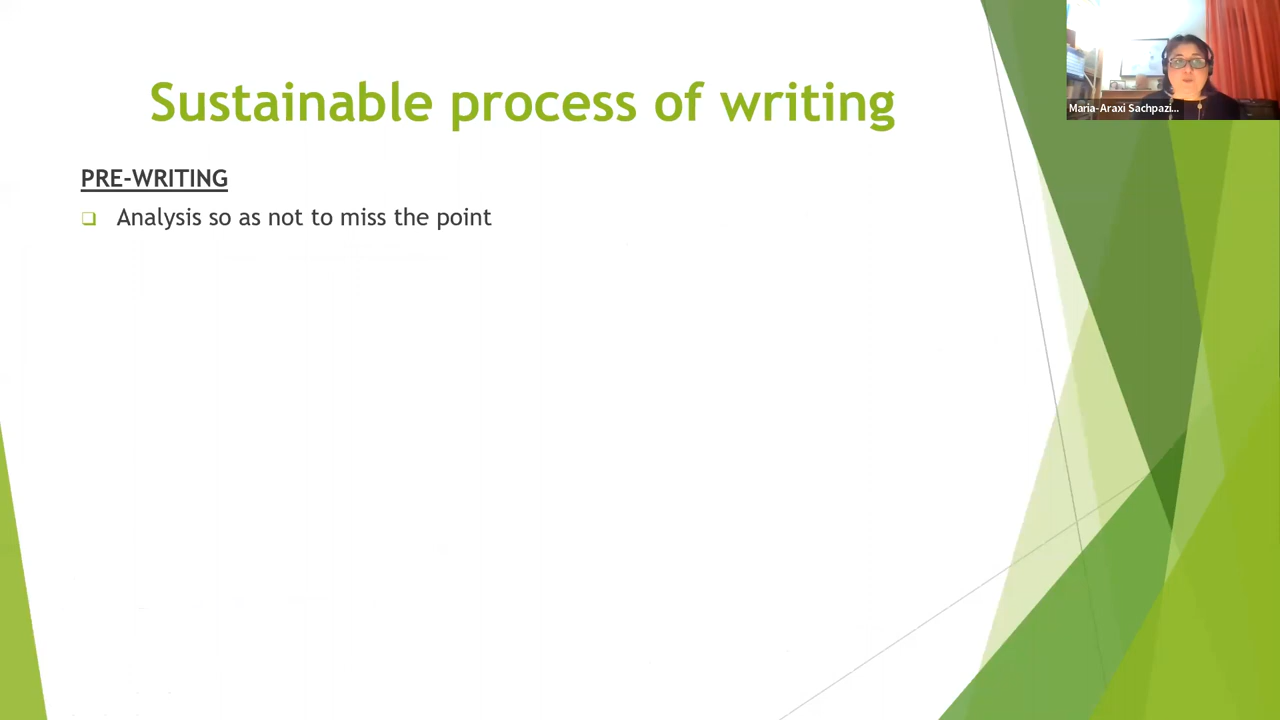 Sustainable process of writing
PRE-WRITING
Analysis so as not to miss the point
Maria-Araxi Sachpazi...